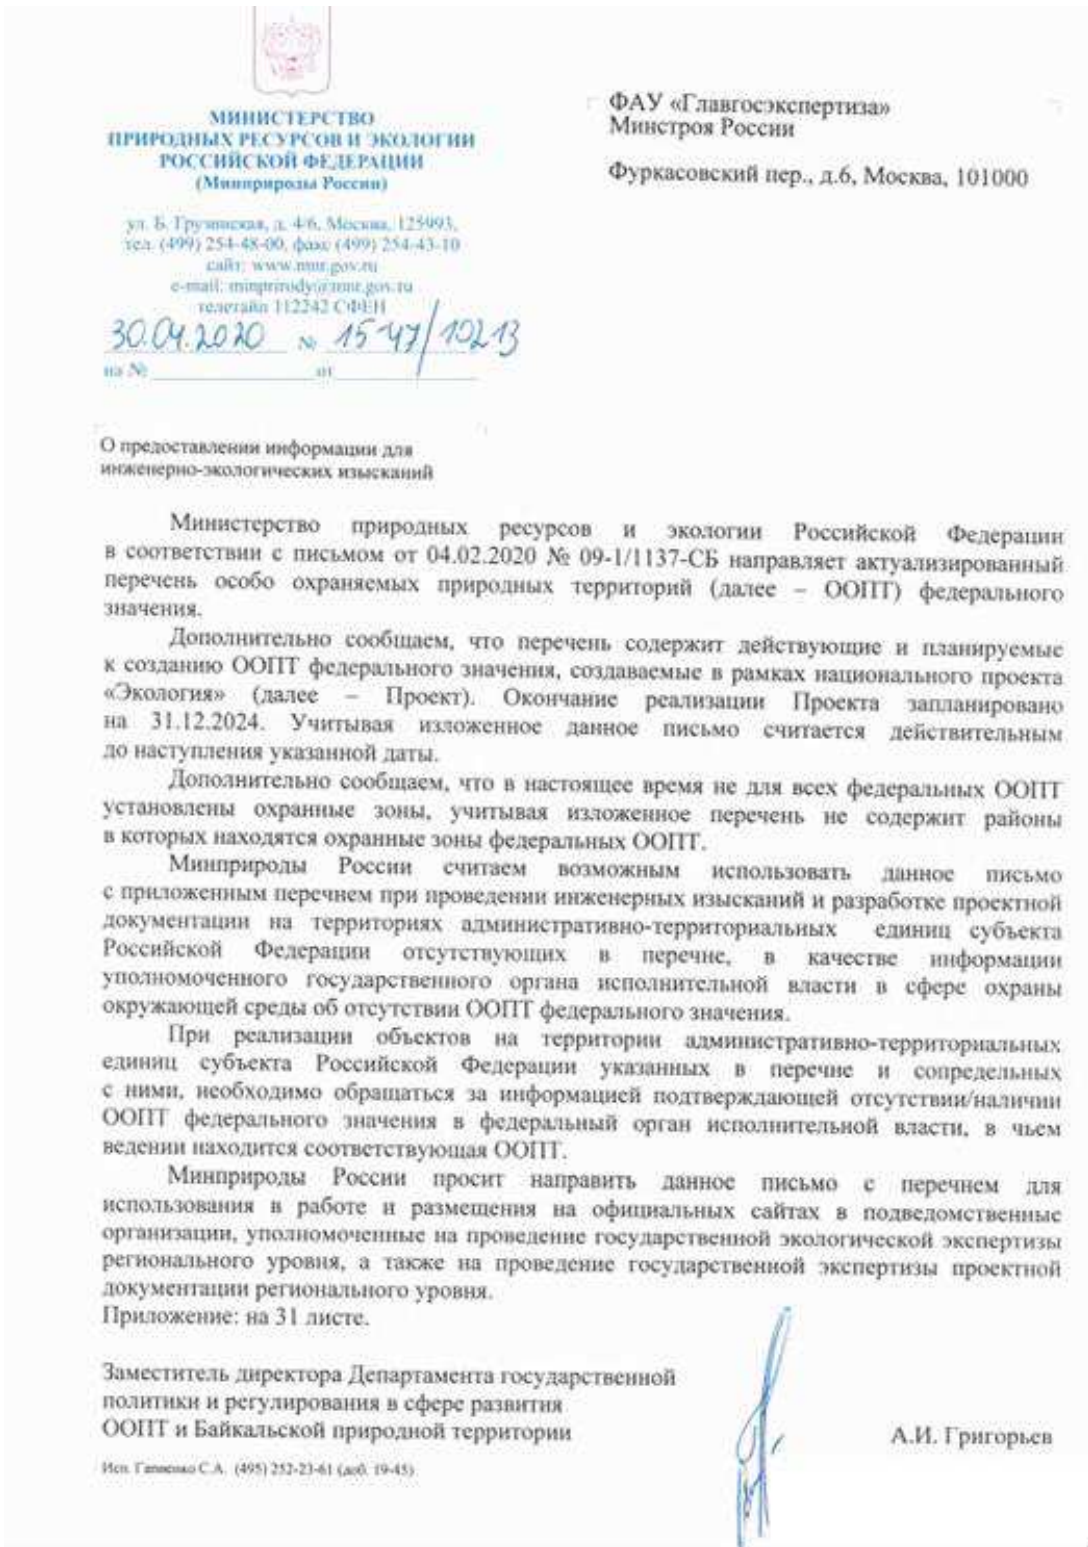 МИНИСТЕРСТВО
ПРИРОДНЫХ РЕСУРСОВ И ЭКОЛОГИИ
РОССИЙСКОЙ ФЕДЕРАЦИИ
(Минприроды России)
ул. Б. Грузинская, д. 4/6, Москва, 125993,
тел. (499) 254-48-00, факс (499) 254-43-10
сайт: www.mnr.gov.ru
e-mail: minprirody@mnr.gov.ru
телетайп 112242 СФЕН
30.04.2020 № 15-47/10213
на № от
ФАУ «Главгосэкспертиза»
Минстроя России
Фуркасовский пер., д.6, Москва, 101000
О предоставлении информации для
инженерно-экологических изысканий
Министерство природных ресурсов и экологии Российской Федерации
в соответствии с письмом от 04.02.2020 № 09-1/1137-СБ направляет актуализированный
перечень особо охраняемых природных территорий (далее – ООПТ) федерального
значения.
Дополнительно сообщаем, что перечень содержит действующие и планируемые
к созданию ООПТ федерального значения, создаваемые в рамках национального проекта
«Экология» (далее – Проект). Окончание реализации Проекта запланировано
на 31.12.2024. Учитывая изложенное данное письмо считается действительным
до наступления указанной даты.
Дополнительно сообщаем, что в настоящее время не для всех федеральных ООПТ
установлены охранные зоны, учитывая изложенное перечень не содержит районы
в которых находятся охранные зоны федеральных ООПТ.
Минприроды России считаем возможным использовать данное письмо
с приложенным перечнем при проведении инженерных изысканий и разработке проектной
документации на территориях административно-территориальных единиц субъекта
Российской Федерации отсутствующих в перечне, в качестве информации
уполномоченного государственного органа исполнительной власти в сфере охраны
окружающей среды об отсутствии ООПТ федерального значения.
При реализации объектов на территории административно-территориальных
единиц субъекта Российской Федерации указанных в перечне и сопредельных
с ними, необходимо обращаться за информацией подтверждающей отсутствии/наличии
ООПТ федерального значения в федеральный орган исполнительной власти, в чьем
ведении находится соответствующая ООПТ.
Минприроды России просит направить данное письмо с перечнем для
использования в работе и размещения на официальных сайтах в подведомственные
организации, уполномоченные на проведение государственной экологической экспертизы
регионального уровня, а также на проведение государственной экспертизы проектной
документации регионального уровня.
Приложение: на 31 листе.
Заместитель директора Департамента государственной
политики и регулирования в сфере развития
ООПТ и Байкальской природной территории
А.И. Григорьев
Исп. Гапиенко С.А. (495) 252-23-61 (доб. 19-45)